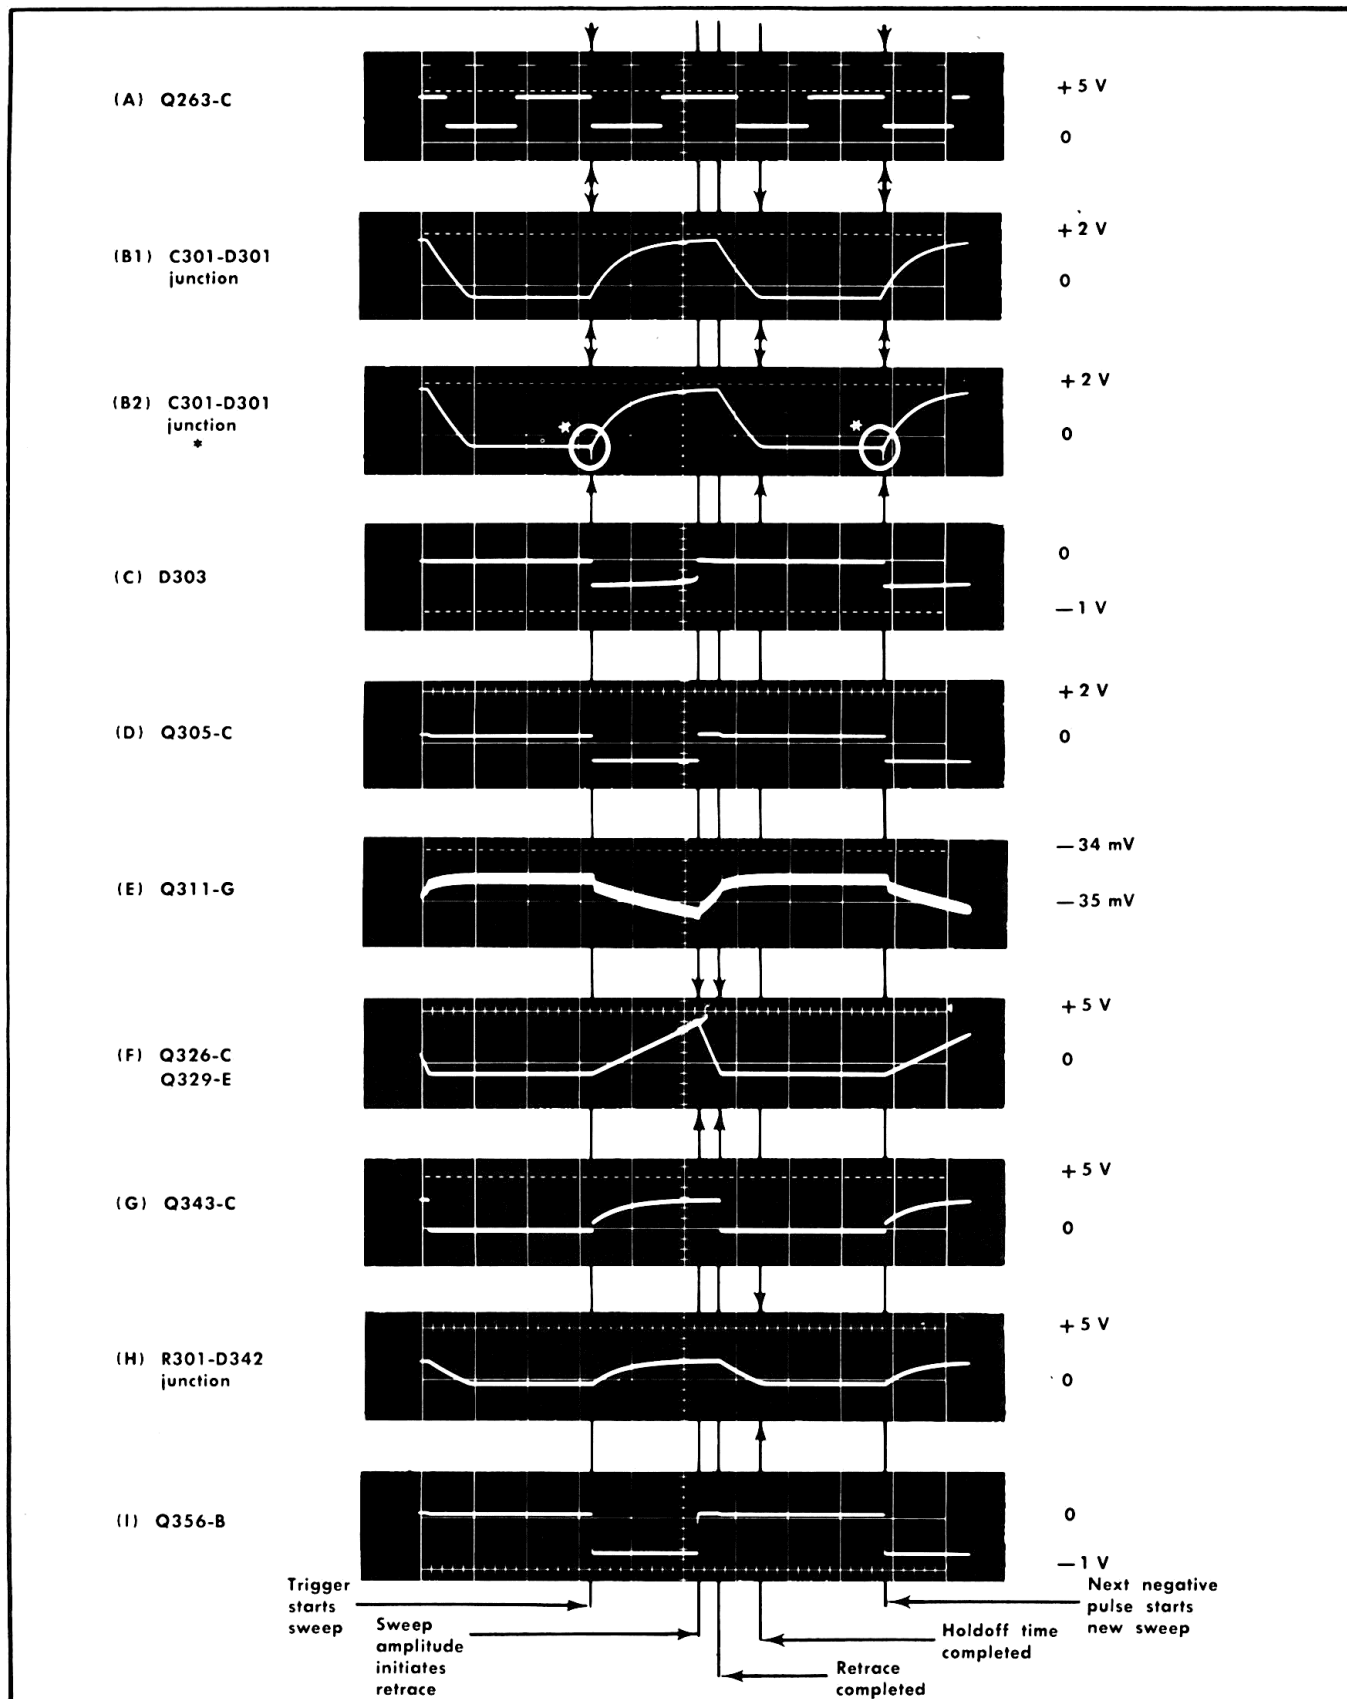 (A) Q263-C
+5 V
0
(B1) C301-D301
junction
+2 V
0
(B2) C301-D301
junction
*
+2 V
0
*
*
(C) D303
0
—1 V
(D) Q305-C
+2 V
0
(E) Q311-G
—34 mV
—35 mV
(F) Q326-C
Q329-E
+5 V
0
(G) Q343-C
+5 V
0
(H) R301-D342
junction
+5 V
0
(I) Q356-B
0
—1 V
Trigger
starts
sweep
Sweep
amplitude
initiates
retrace
Retrace
completed
Holdoff time
completed
Next negative
pulse starts
new sweep